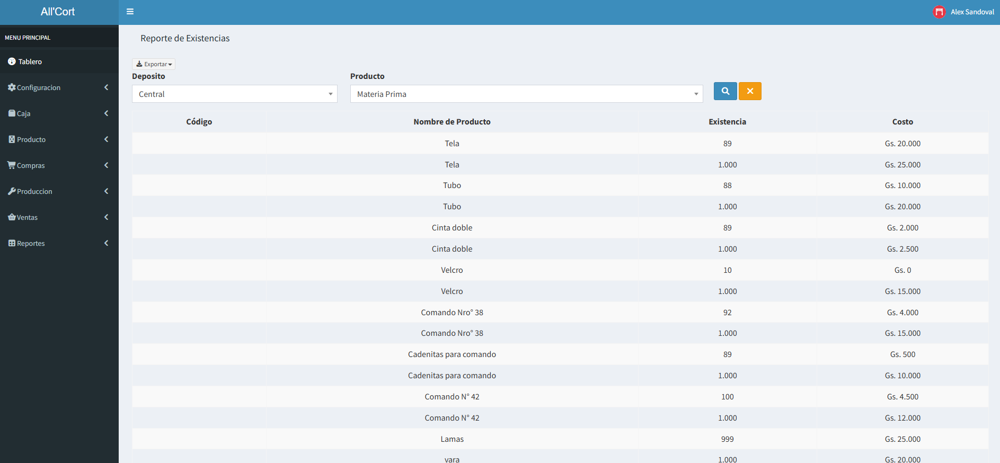 All'Cort
Alex Sandoval
MENU PRINCIPAL
Tablero
Configuracion
Caja
Producto
Compras
Produccion
Ventas
Reportes
Reporte de Existencias
Exportar
Deposito Producto
Central Materia Prima
Código Nombre de Producto Existencia Costo
Tela 89 Gs. 20.000
Tela 1.000 Gs. 25.000
Tubo 88 Gs. 10.000
Tubo 1.000 Gs. 20.000
Cinta doble 89 Gs. 2.000
Cinta doble 1.000 Gs. 2.500
Velcro 10 Gs. 0
Velcro 1.000 Gs. 15.000
Comando Nro° 38 92 Gs. 4.000
Comando Nro° 38 1.000 Gs. 15.000
Cadenitas para comando 89 Gs. 500
Cadenitas para comando 1.000 Gs. 10.000
Comando N° 42 100 Gs. 4.500
Comando N° 42 1.000 Gs. 12.000
Lamas 999 Gs. 25.000
vara 1.000 Gs. 20.000